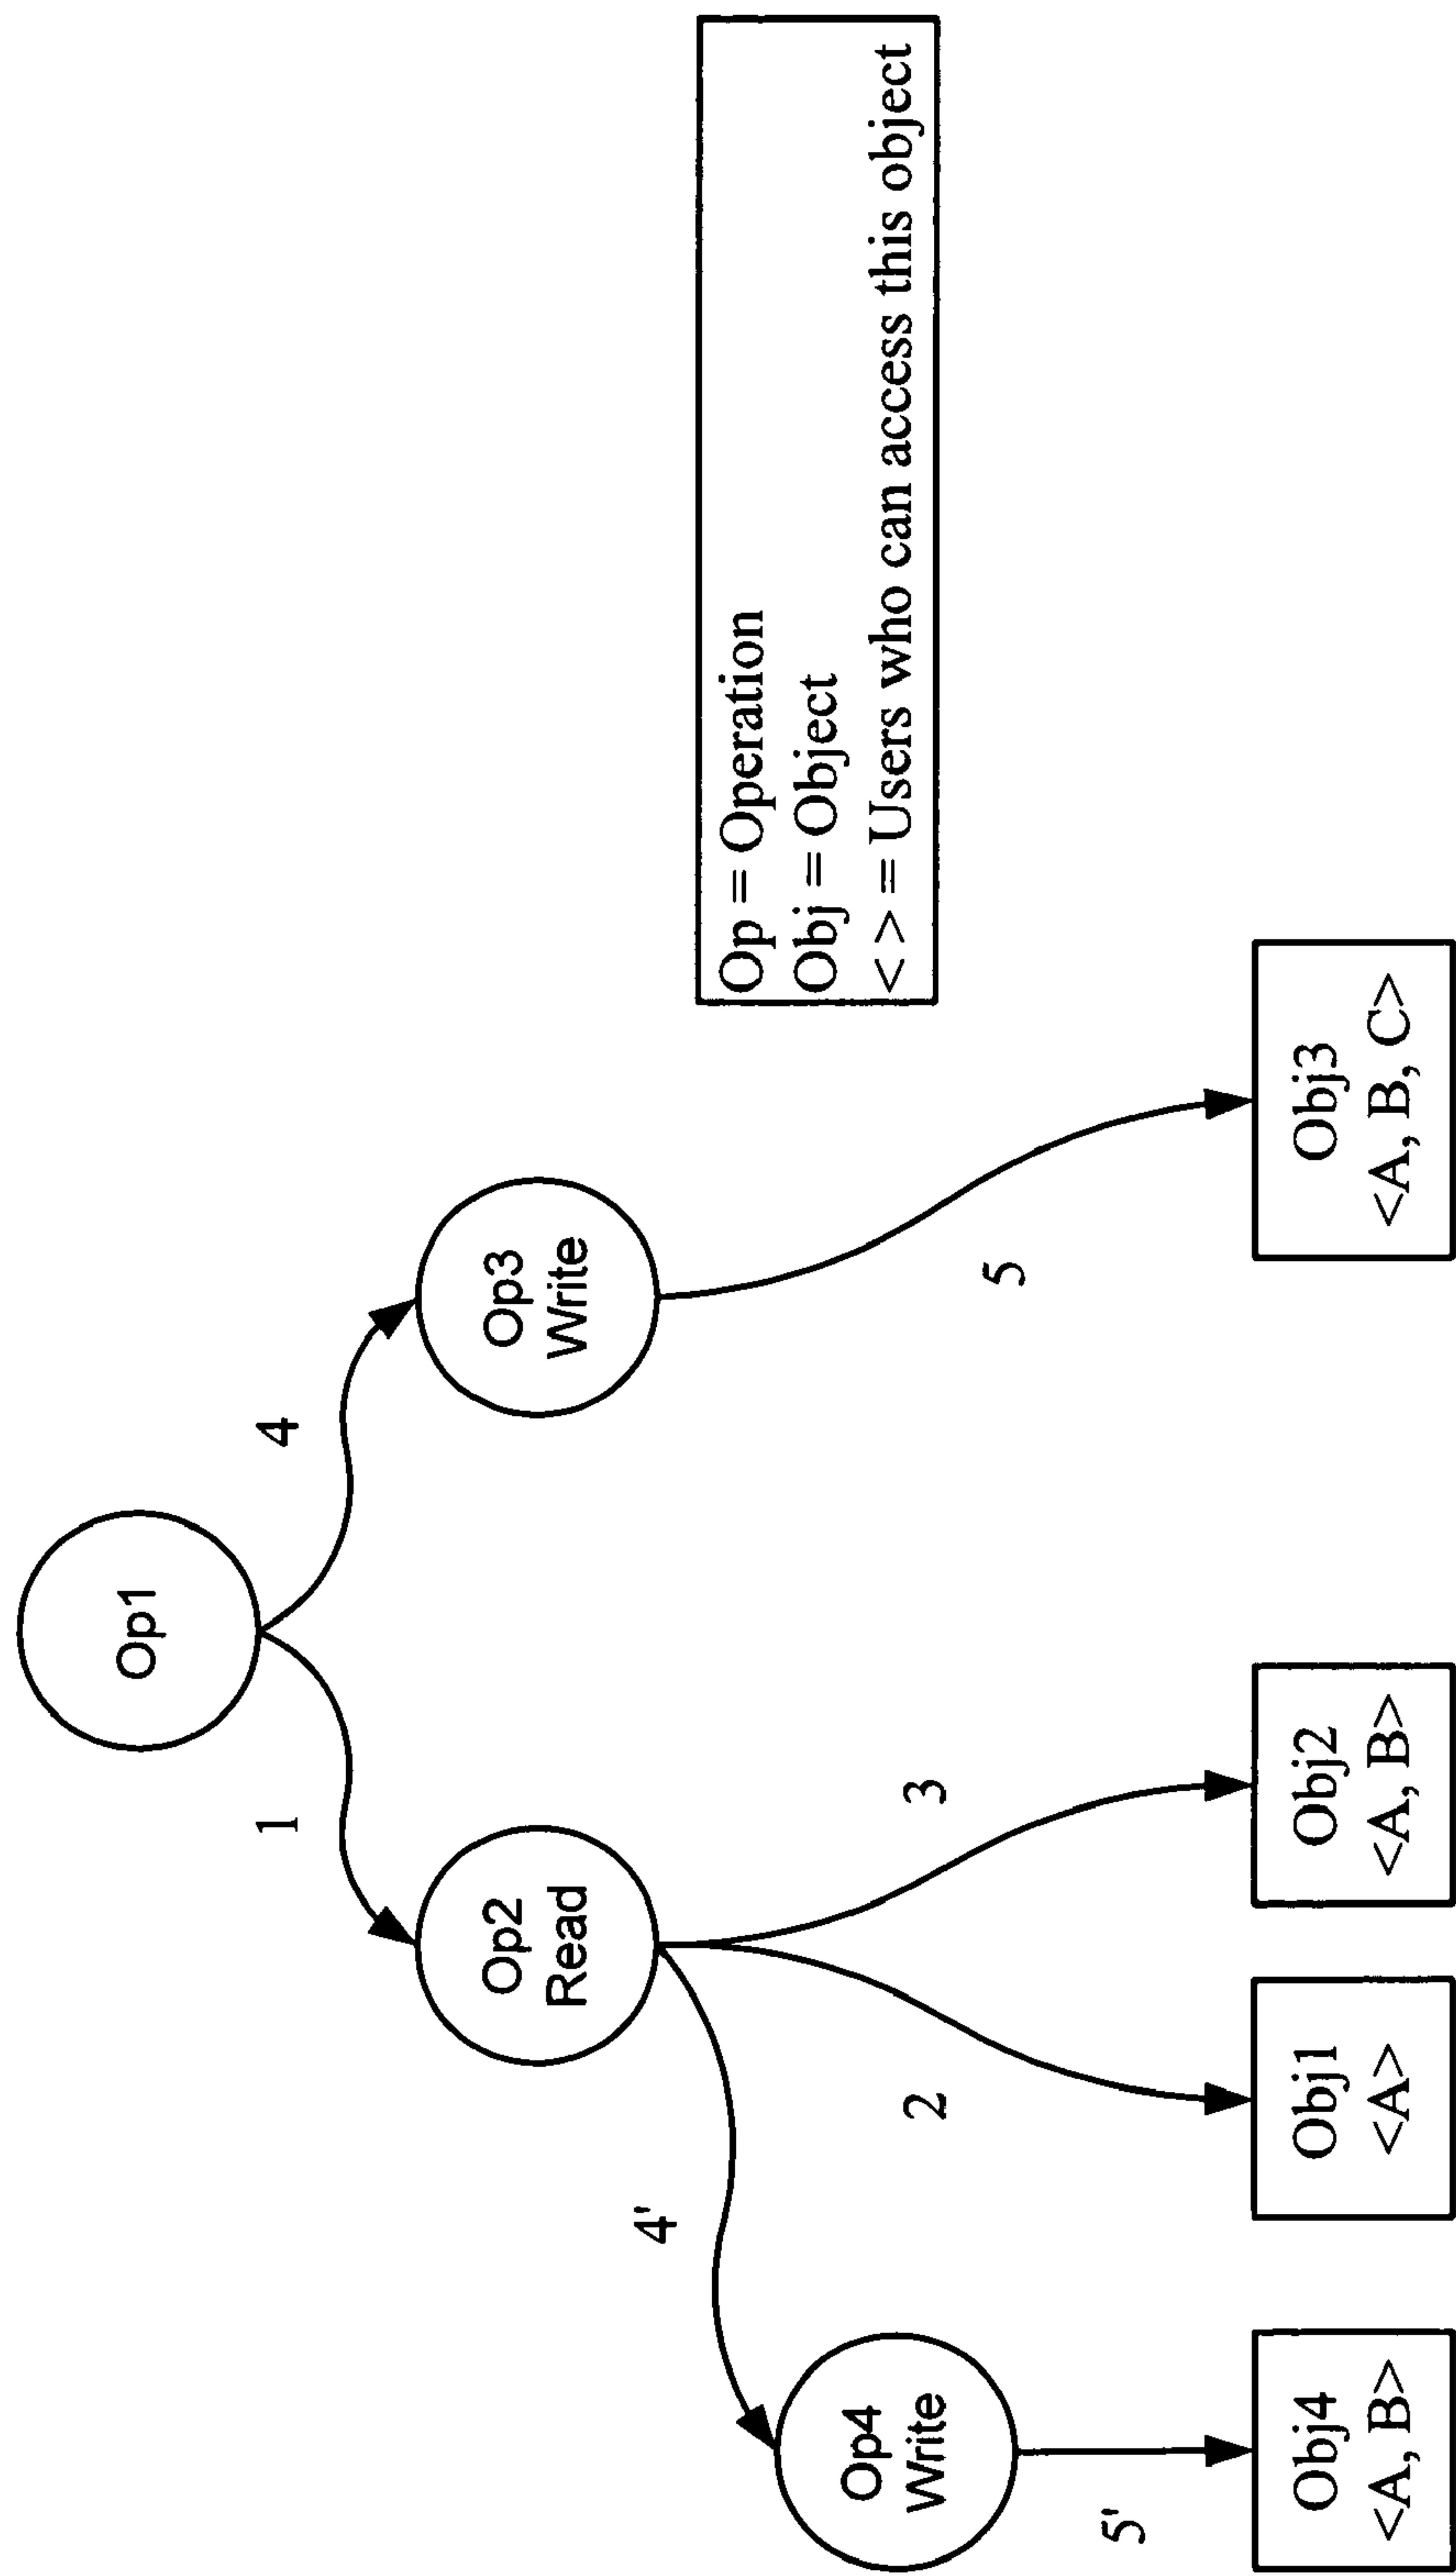 Op1
1
4
Op2
Read
Op3
Write
Op = Operation
Obj = Object
< > = Users who can access this object
4'
2
3
5
Op4
Write
5'
Obj4
<A, B>
Obj1
<A>
Obj2
<A, B>
Obj3
<A, B, C>